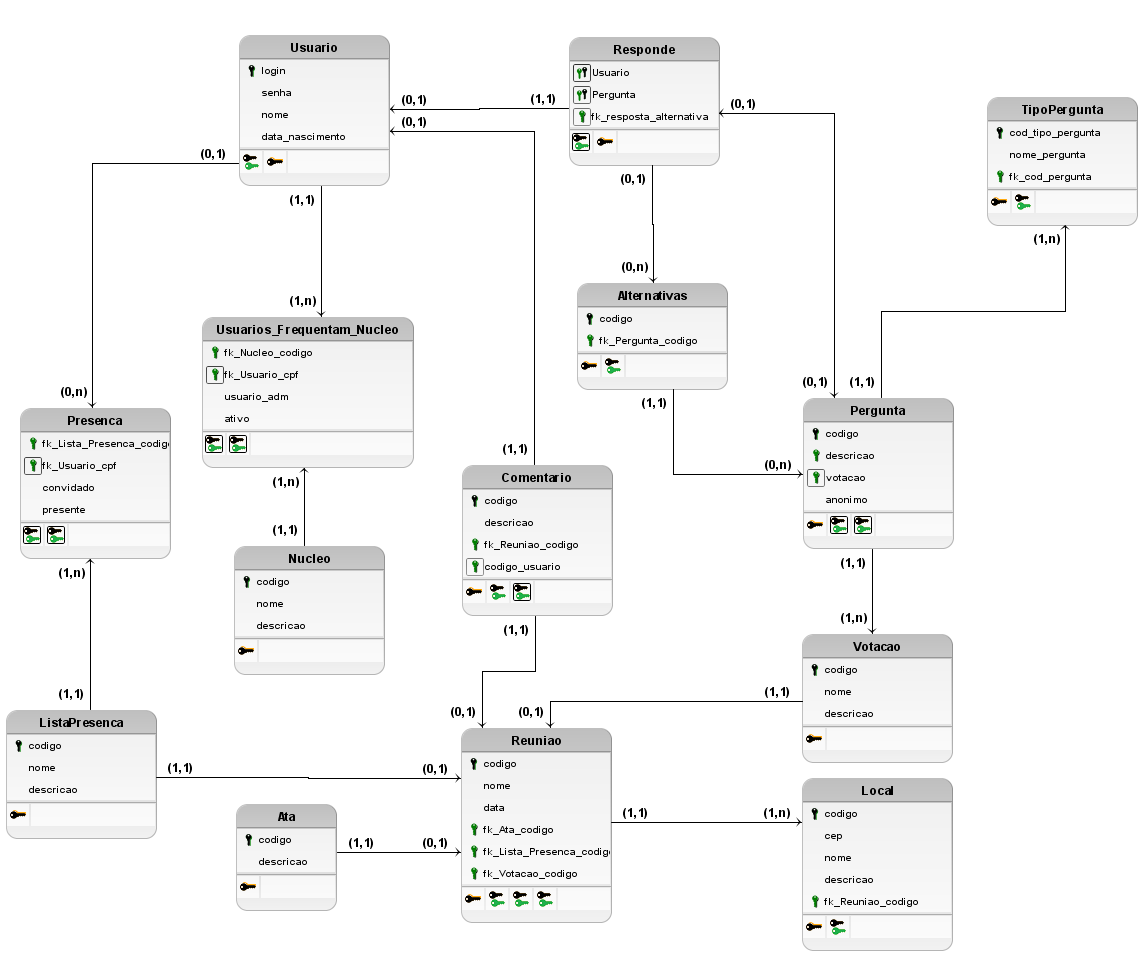 Usuario
login
senha
nome
data_nascimento
(0,1)
(1,1)
(0,1)
(0,1)
(1,1)
Responde
Usuario
Pergunta
fk_resposta_alternativa
(0,1)
(0,1)
TipoPergunta
cod_tipo_pergunta
nome_pergunta
fk_cod_pergunta
(1,n)
(1,n)
Usuarios_Frequentam_Nucleo
fk_Nucleo_codigo
fk_Usuario_cpf
usuario_adm
ativo
(1,n)
(0,n)
Alternativas
codigo
fk_Pergunta_codigo
(1,1)
(0,n)
(0,1)
(1,1)
Pergunta
codigo
descricao
votacao
anonimo
(1,1)
(0,n)
Presenca
fk_Lista_Presenca_codigo
fk_Usuario_cpf
convidado
presente
(1,n)
(1,1)
Nucleo
codigo
nome
descricao
(1,1)
Comentario
codigo
descricao
fk_Reuniao_codigo
codigo_usuario
(1,1)
(1,n)
Votacao
codigo
nome
descricao
(1,1)
(1,1)
ListaPresenca
codigo
nome
descricao
(1,1)
(0,1)
(0,1)
(0,1)
Reuniao
codigo
nome
data
fk_Ata_codigo
fk_Lista_Presenca_codigo
fk_Votacao_codigo
Ata
codigo
descricao
(1,1)
(0,1)
(1,1)
(1,n)
Local
codigo
cep
nome
descricao
fk_Reuniao_codigo